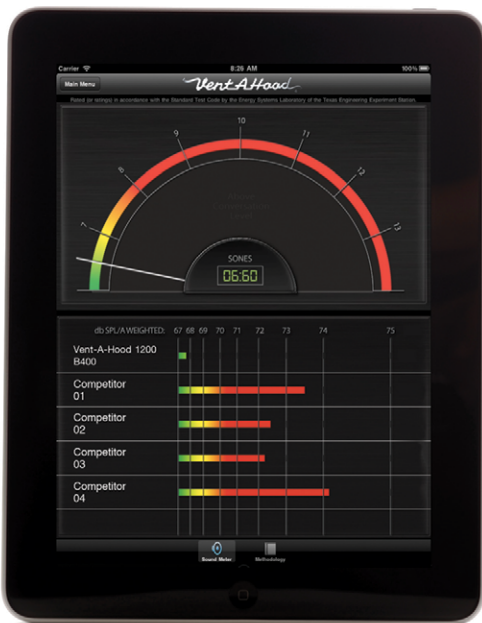 Carrier 8:26 AM 100%
Main Menu VentAHood
Rated (or ratings) in accordance with the Standard Test Code by the Energy Systems Laboratory of the Texas Engineering Experiment Station.
7 8 9 10 11 12 13
SONES
06:60
db SPL/A WEIGHTED: 67 68 69 70 71 72 73 74 75
Vent-A-Hood 1200
B400
Competitor
01
Competitor
02
Competitor
03
Competitor
04
Sound Meter Methodology